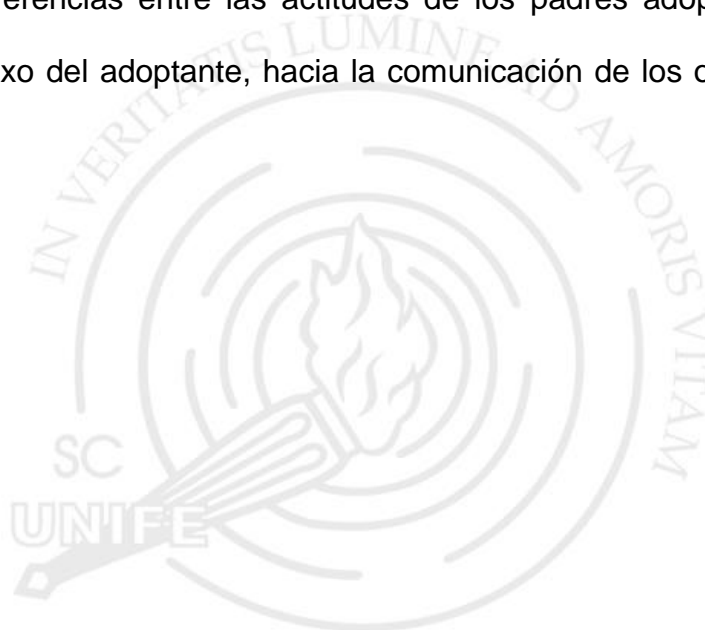 erencias entre las actitudes de los padres adop
xo del adoptante, hacia la comunicación de los
IN VERITATIS LUMINE AD AMORIS VITAM
SC
UNIFE